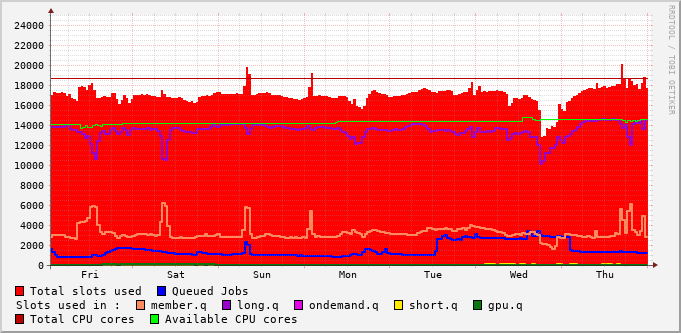 RRDTOOL / TOBI OETIKER
24000
22000
20000
18000
16000
14000
12000
10000
8000
6000
4000
2000
0
Fri Sat Sun Mon Tue Wed Thu
Total slots used Queued Jobs
Slots used in : member.q long.q ondemand.q short.q gpu.q
Total CPU cores Available CPU cores